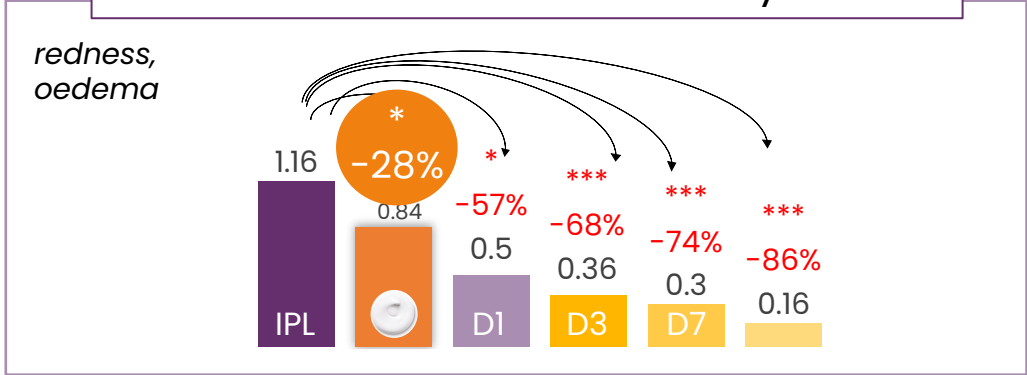 redness,
oedema
*
-28%
1.16
0.84
*
-57%
0.5
***
-68%
0.36
***
-74%
0.3
***
-86%
0.16
IPL
D1
D3
D7